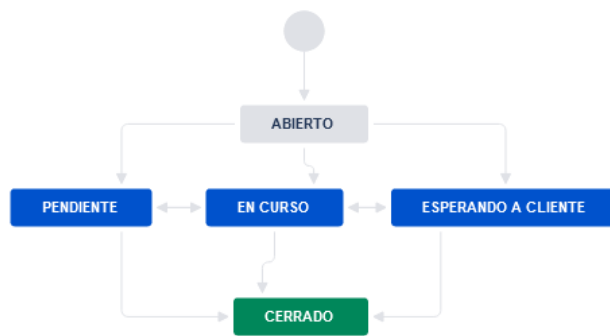 ABIERTO
PENDIENTE
EN CURSO
ESPERANDO A CLIENTE
CERRADO